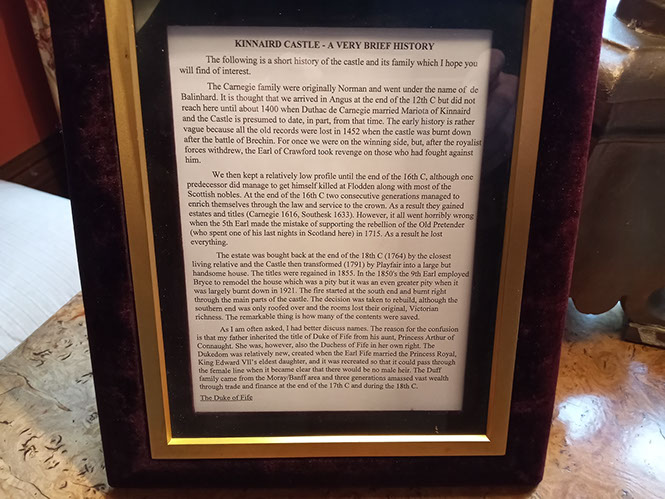 KINNAIRD CASTLE - A VERY BRIEF HISTORY
The following is a short history of the castle and its family which I hope you
will find of interest.
The Carnegie family were originally Norman and went under the name of de
Balinhard. It is thought that we arrived in Angus at the end of the 12th C but did not
reach here until about 1400 when Duthac de Carnegie married Mariota of Kinnaird
and the Castle is presumed to date, in part, from that time. The early history is rather
vague because all the old records were lost in 1452 when the castle was burnt down
after the battle of Brechin. For once we were on the winning side, but, after the royalist
forces withdrew, the Earl of Crawford took revenge on those who had fought against
him.
We then kept a relatively low profile until the end of the 16th C, although one
predecessor did manage to get himself killed at Flodden along with most of the
Scottish nobles. At the end of the 16th C two consecutive generations managed to
enrich themselves through the law and service to the crown. As a result they gained
estates and titles (Carnegie 1616, Southesk 1633). However, it all went horribly wrong
when the 5th Earl made the mistake of supporting the rebellion of the Old Pretender
(who spent one of his last nights in Scotland here) in 1715. As a result he lost
everything.
The estate was bought back at the end of the 18th C (1764) by the closest
living relative and the Castle then transformed (1791) by Playfair into a large but
handsome house. The titles were regained in 1855. In the 1850's the 9th Earl employed
Bryce to remodel the house which was a pity but it was an even greater pity when it
was largely burnt down in 1921. The fire started at the south end and burnt right
through the main parts of the castle. The decision was taken to rebuild, although the
southern end was only roofed over and the rooms lost their original, Victorian
richness. The remarkable thing is how many of the contents were saved.
As I am often asked, I had better discuss names. The reason for the confusion
is that my father inherited the title of Duke of Fife from his aunt, Princess Arthur of
Connaught. She was, however, also the Duchess of Fife in her own right. The
Dukedom was relatively new, created when the Earl Fife married the Princess Royal,
King Edward VII's eldest daughter, and it was recreated so that it could pass through
the female line when it became clear that there would be no male heir. The Duff
family came from the Moray/Banff area and three generations amassed vast wealth
through trade and finance at the end of the 17th C and during the 18th C.
The Duke of Fife